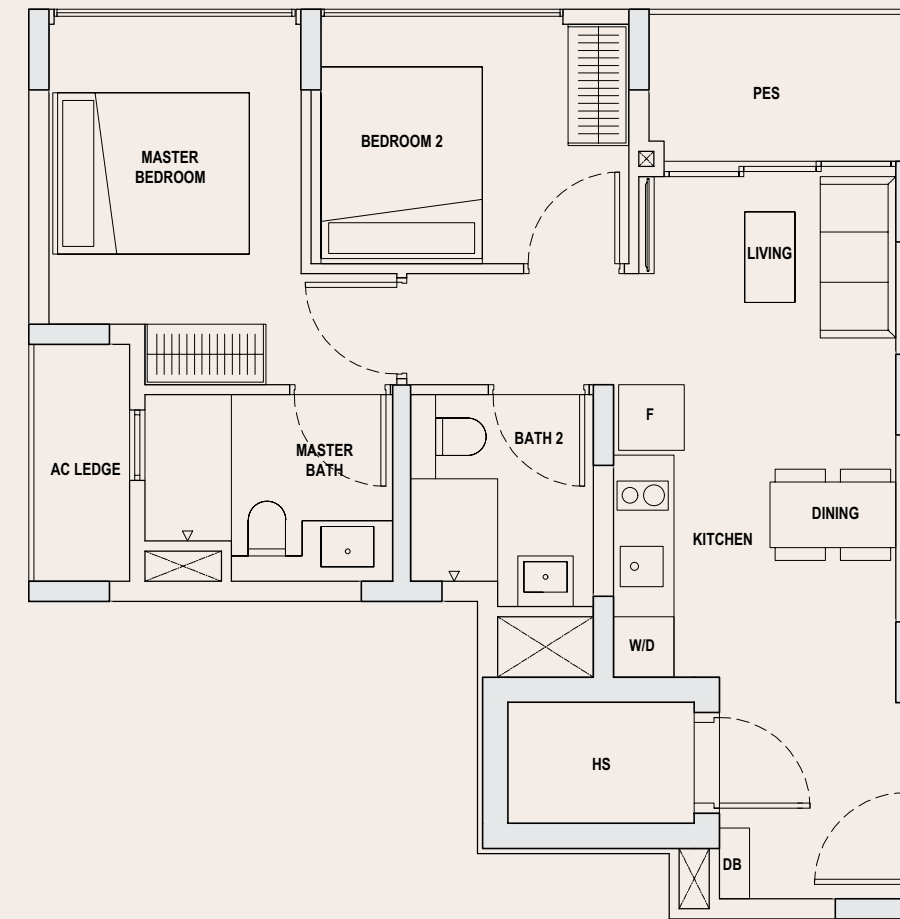 PES
MASTER
BEDROOM
BEDROOM 2
LIVING
F
BATH 2
MASTER
BATH
AC LEDGE
DINING
KITCHEN
W/D
HS
DB